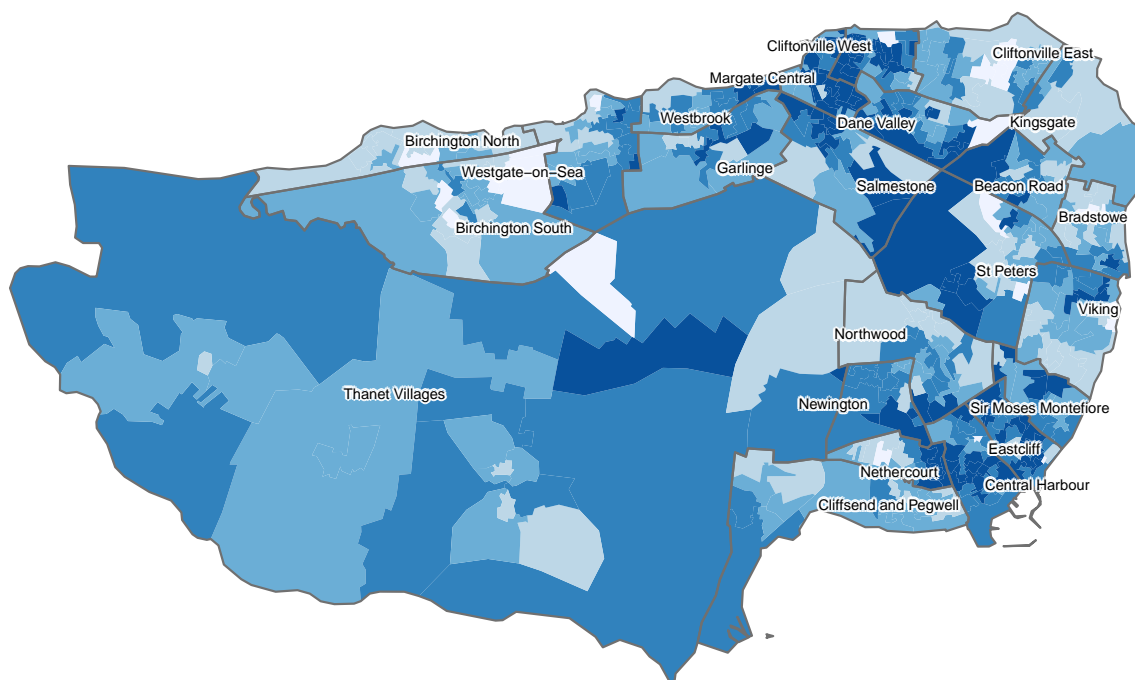 Cliftonville West
Cliftonville East
Margate Central
Westbrook
Dane Valley
Kingsgate
Birchington North
Westgate−on−Sea
Garlinge
Salmestone
Beacon Road
Bradstowe
Birchington South
St Peters
Viking
Northwood
Thanet Villages
Newington
Sir Moses Montefiore
Eastcliff
Nethercourt
Central Harbour
Cliffsend and Pegwell